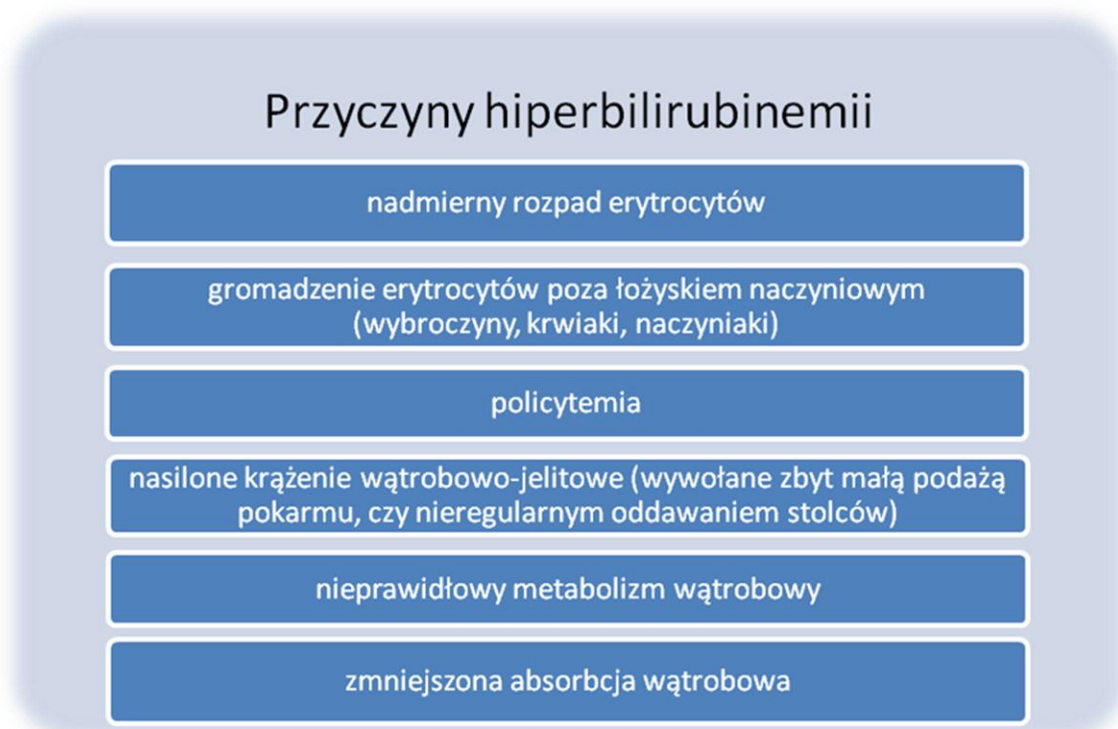 Przyczyny hiperbilirubinemii
nadmierny rozpad erytrocytów
gromadzenie erytrocytów poza łożyskiem naczyniowym
(wybroczyny, krwiaki, naczyniaki)
policytemia
nasilone krążenie wątrobowo-jelitowe (wywołane zbyt małą podażą
pokarmu, czy nieregularnym oddawaniem stolców)
nieprawidłowy metabolizm wątrobowy
zmniejszona absorbcja wątrobowa